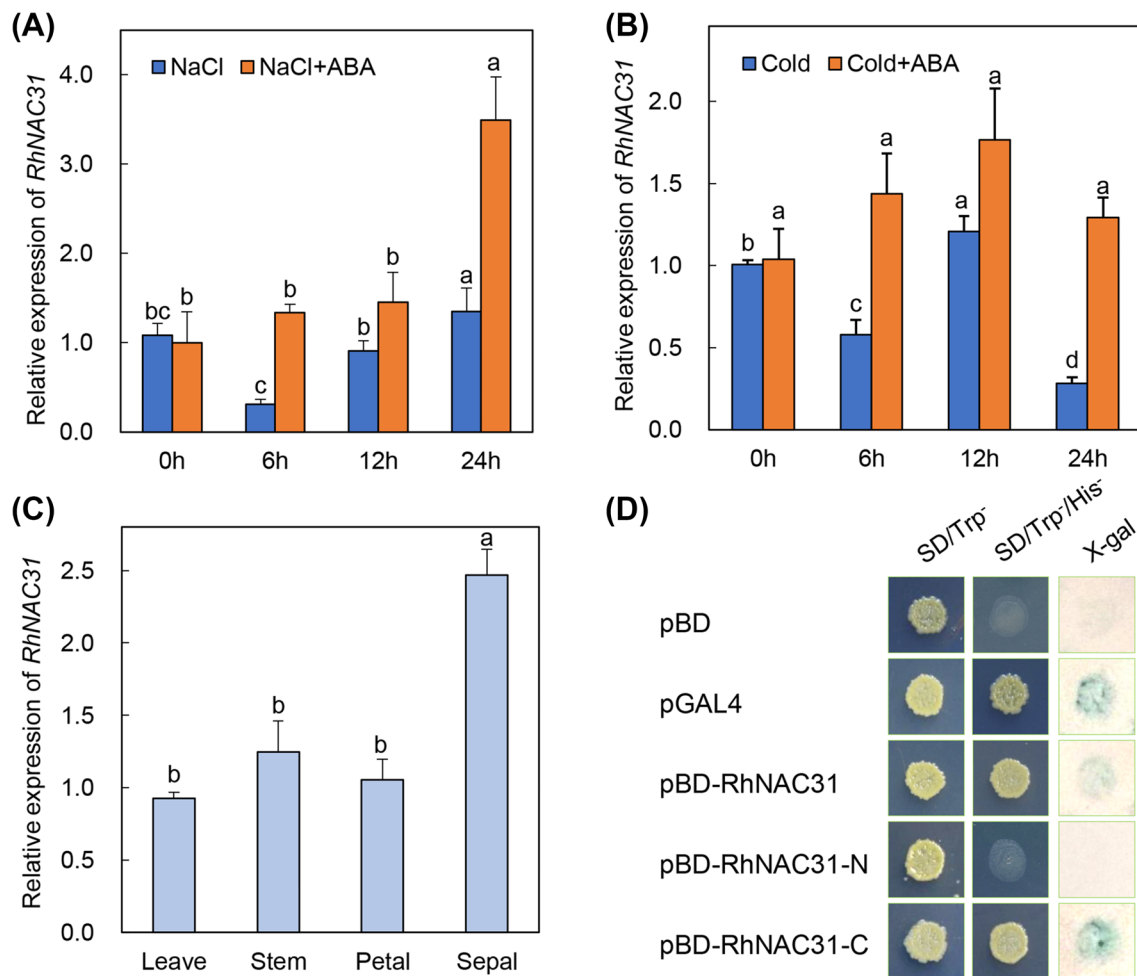 (A)
Relative expression of RhNAC31
NaCl NaCl+ABA
4.0
3.0
2.0
1.0
0.0
bc b c b b b a a
0h 6h 12h 24h
(B)
Relative expression of RhNAC31
Cold Cold+ABA
2.0
1.5
1.0
0.5
0.0
b a c a a a d a
0h 6h 12h 24h
(C)
Relative expression of RhNAC31
2.5
2.0
1.5
1.0
0.5
0.0
b b b a
Leave Stem Petal Sepal
(D)
SD/Trp⁻ SD/Trp⁻/His⁻ X-gal
pBD
pGAL4
pBD-RhNAC31
pBD-RhNAC31-N
pBD-RhNAC31-C